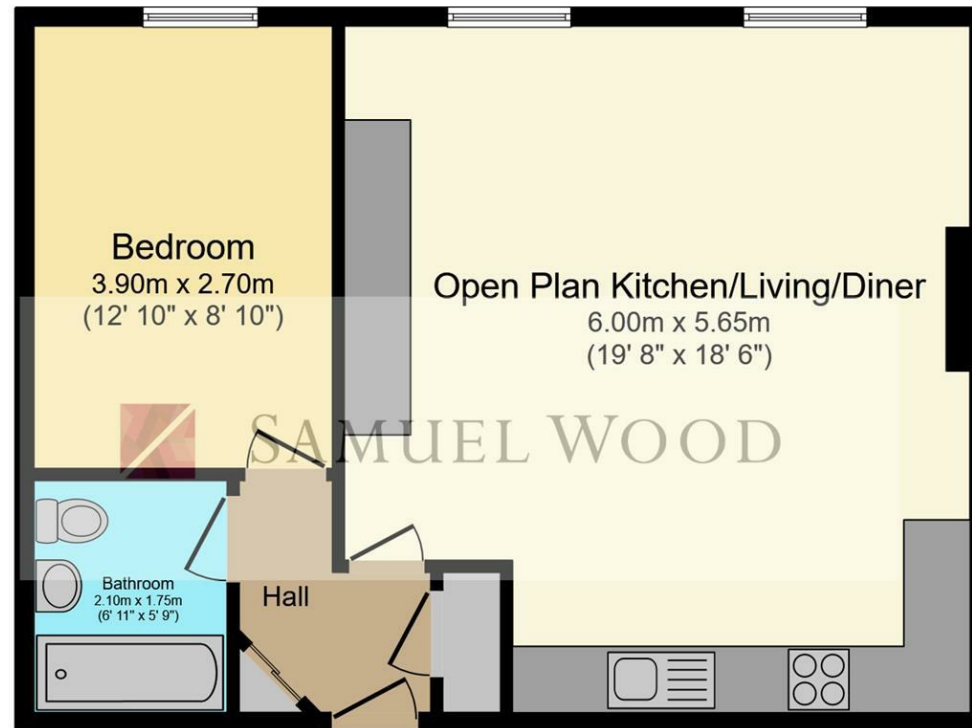 Bedroom
3.90m x 2.70m
(12' 10" x 8' 10")
Open Plan Kitchen/Living/Diner
6.00m x 5.65m
(19' 8" x 18' 6")
SAMUEL WOOD
Bathroom
2.10m x 1.75m
(6' 11" x 5' 9")
Hall